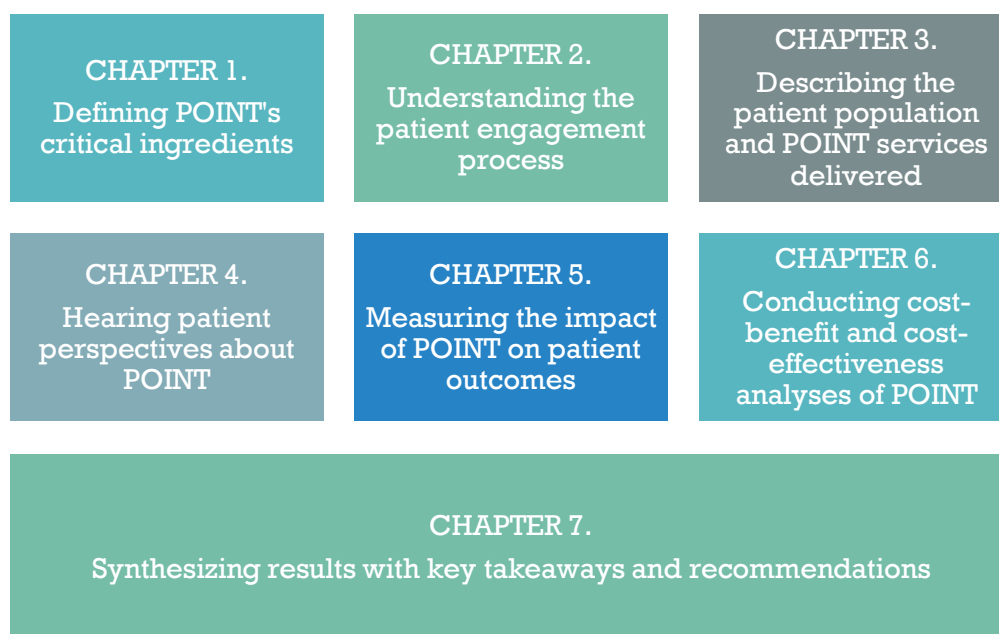 CHAPTER 1.
Defining POINT's
critical ingredients
CHAPTER 2.
Understanding the
patient engagement
process
CHAPTER 3.
Describing the
patient population
and POINT services
delivered
CHAPTER 4.
Hearing patient
perspectives about
POINT
CHAPTER 5.
Measuring the impact
of POINT on patient
outcomes
CHAPTER 6.
Conducting cost-
benefit and cost-
effectiveness
analyses of POINT
CHAPTER 7.
Synthesizing results with key takeaways and recommendations